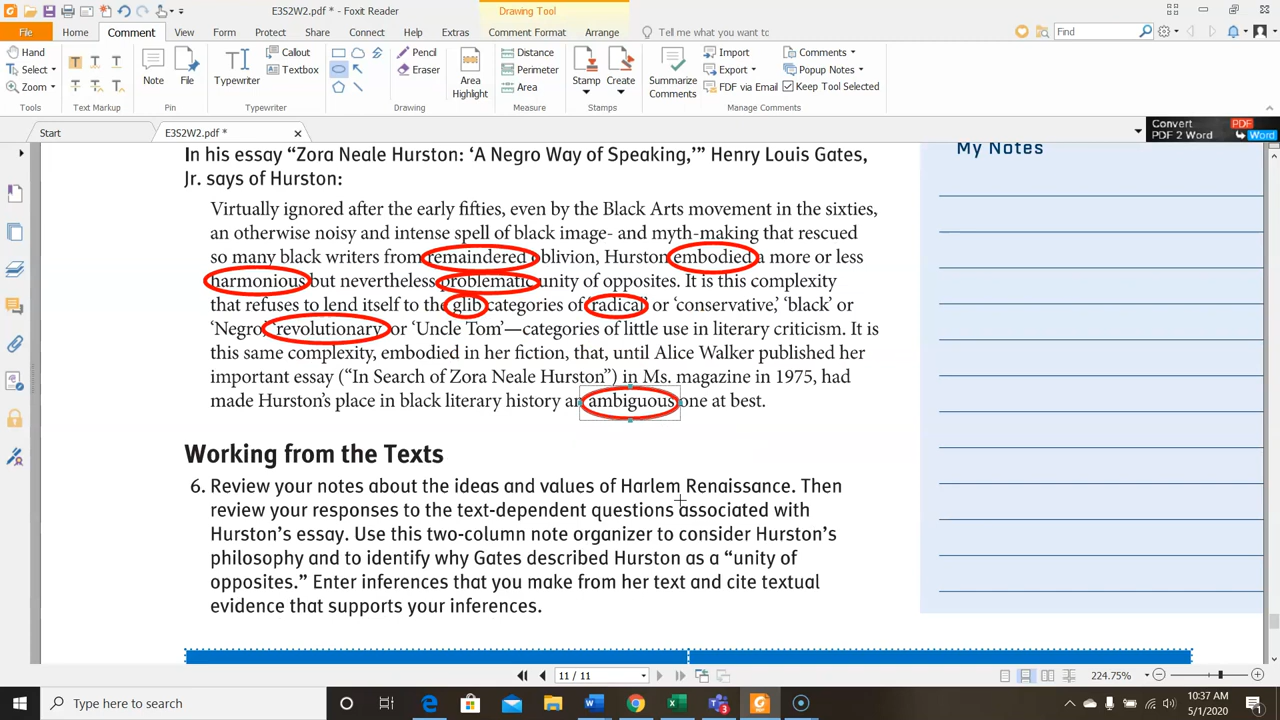 E3S2W2.pdf * - Foxit Reader
Drawing Tool
File Home Comment View Form Protect Share Connect Help Extras Comment Format Arrange Tell me what you want to do
Find
Hand
Select
Zoom
Tools
T T T
T T T
Text Markup
Note
File
Pin
Typewriter
Callout
Textbox
Typewriter
Pencil
Eraser
Drawing
Area Highlight
Distance
Perimeter
Area
Measure
Stamp
Create
Stamps
Summarize Comments
Import
Export
FDF via Email
Comments
Popup Notes
Keep Tool Selected
Manage Comments
Start
E3S2W2.pdf *
Convert PDF
PDF 2 Word Word
In his essay “Zora Neale Hurston: ‘A Negro Way of Speaking,’” Henry Louis Gates,
Jr. says of Hurston:
Virtually ignored after the early fifties, even by the Black Arts movement in the sixties,
an otherwise noisy and intense spell of black image- and myth-making that rescued
so many black writers from remaindered oblivion, Hurston embodied a more or less
harmonious but nevertheless problematic unity of opposites. It is this complexity
that refuses to lend itself to the glib categories of ‘radical’ or ‘conservative,’ ‘black’ or
‘Negro,’ ‘revolutionary’ or ‘Uncle Tom’—categories of little use in literary criticism. It is
this same complexity, embodied in her fiction, that, until Alice Walker published her
important essay (“In Search of Zora Neale Hurston”) in Ms. magazine in 1975, had
made Hurston’s place in black literary history an ambiguous one at best.
Working from the Texts
6. Review your notes about the ideas and values of Harlem Renaissance. Then
review your responses to the text-dependent questions associated with
Hurston’s essay. Use this two-column note organizer to consider Hurston’s
philosophy and to identify why Gates described Hurston as a “unity of
opposites.” Enter inferences that you make from her text and cite textual
evidence that supports your inferences.
My Notes
11 / 11
224.75%
Type here to search
10:37 AM
5/1/2020